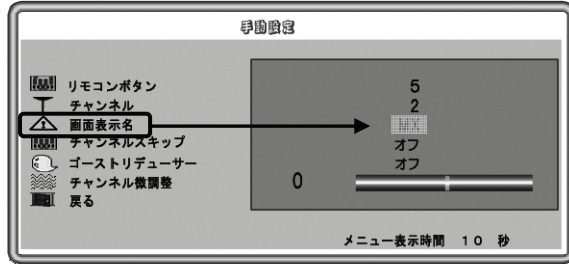 手動設定
リモコンボタン 5
チャンネル 2
画面表示名 MX
チャンネルスキップ オフ
ゴーストリデューサー オフ
チャンネル微調整 0
戻る
メニュー表示時間 10 秒